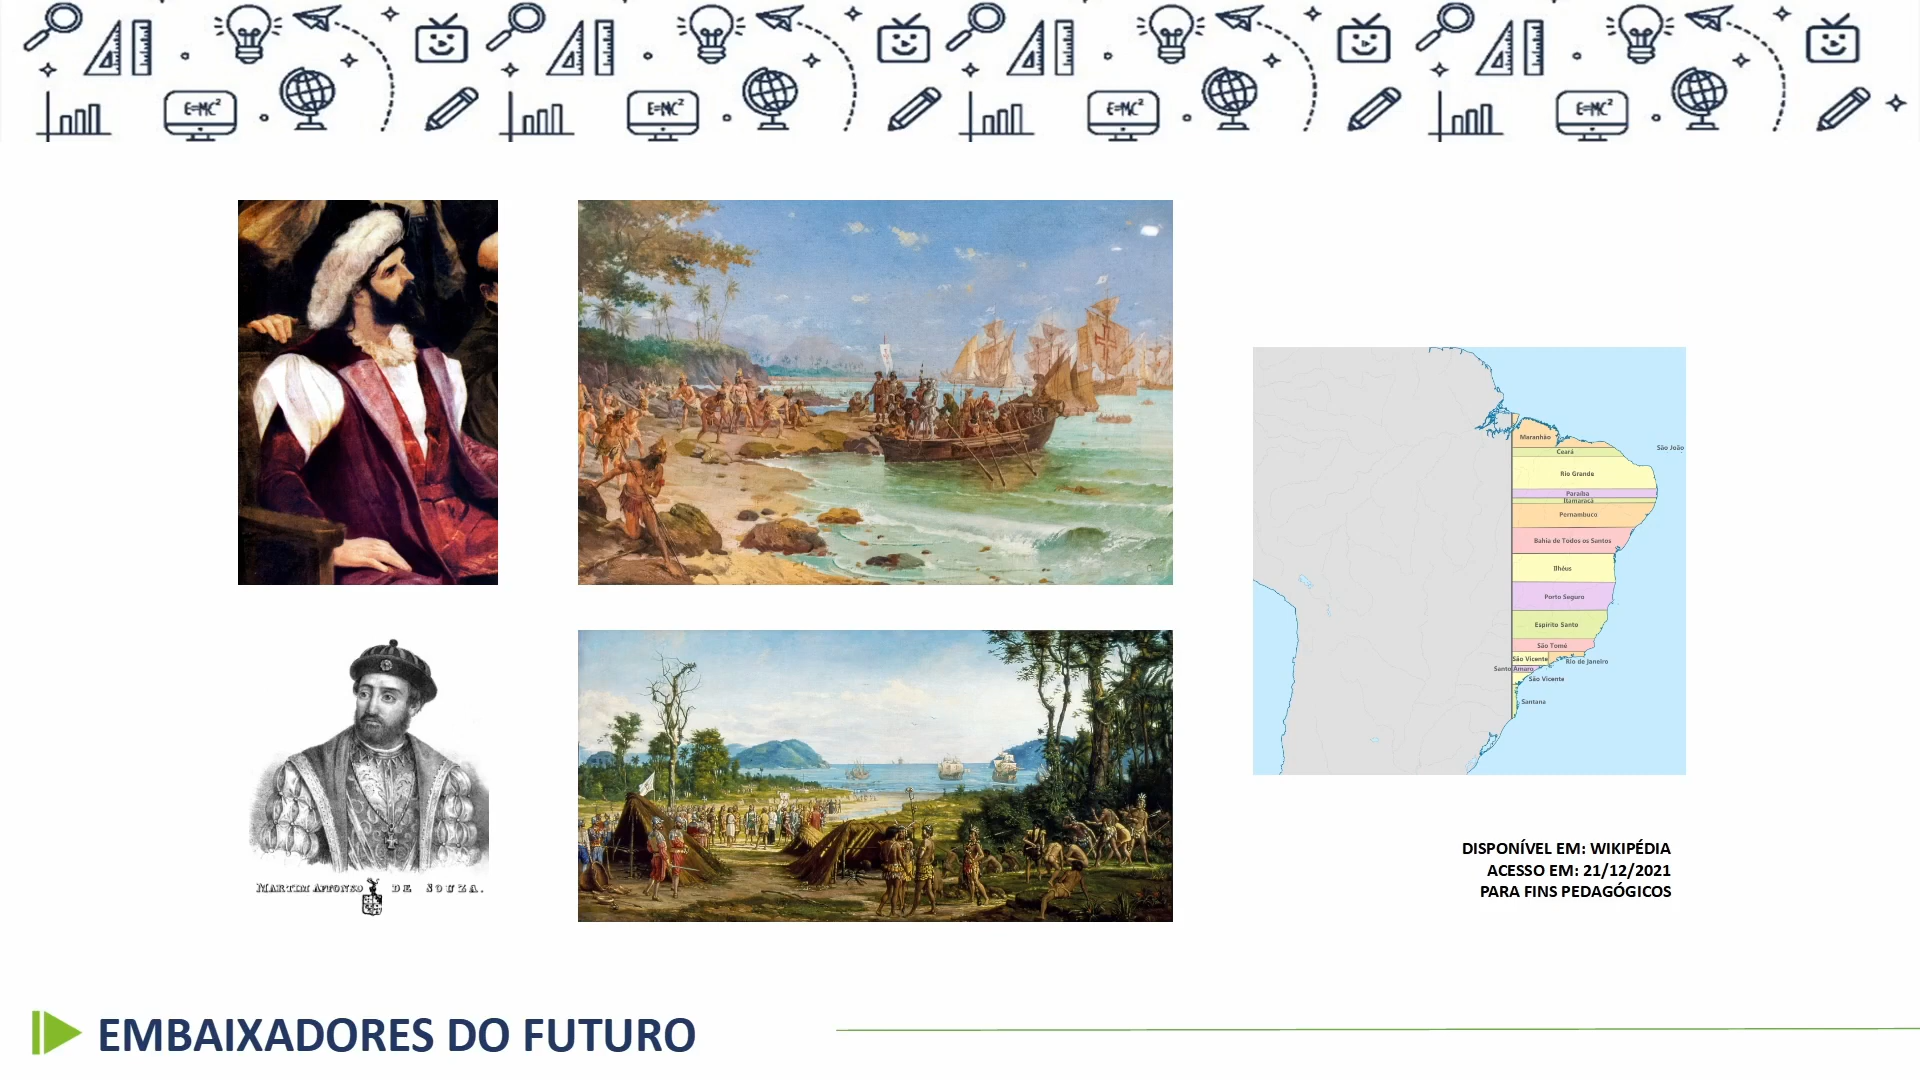 E=MC²
E=MC²
E=MC²
E=MC²
MARTIM AFFONSO DE SOUZA.
Maranhão
São João
Ceará
Rio Grande
Paraíba
Itamaracá
Pernambuco
Bahia de Todos os Santos
Ilhéus
Porto Seguro
Espírito Santo
São Tomé
São Vicente
Rio de Janeiro
Santo Amaro
São Vicente
Santana
DISPONÍVEL EM: WIKIPÉDIA
ACESSO EM: 21/12/2021
PARA FINS PEDAGÓGICOS
EMBAIXADORES DO FUTURO